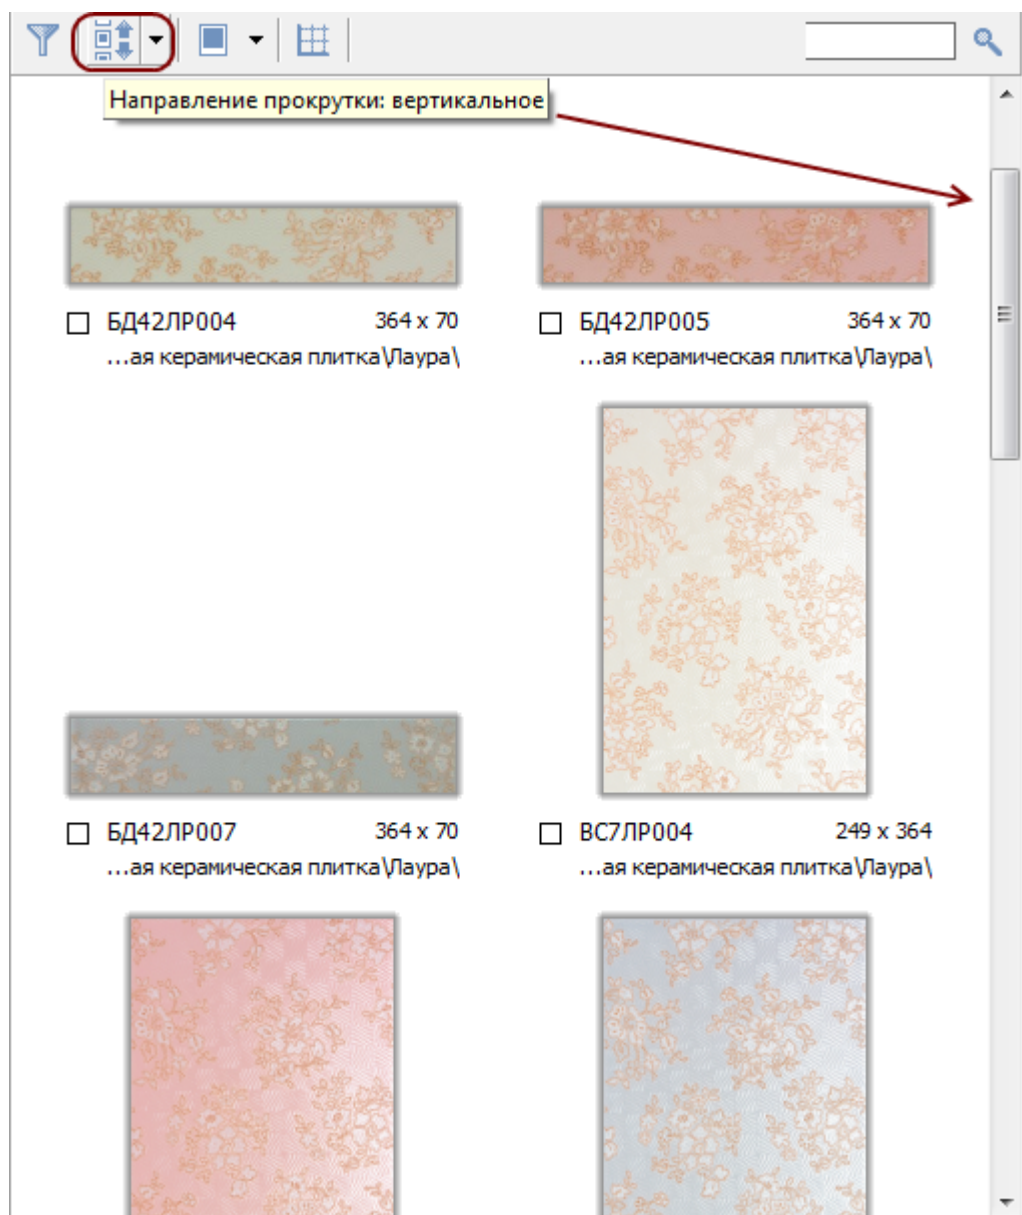 Направление прокрутки: вертикальное
БД42ЛР004 364 x 70
...ая керамическая плитка\Лаура\
БД42ЛР005 364 x 70
...ая керамическая плитка\Лаура\
БД42ЛР007 364 x 70
...ая керамическая плитка\Лаура\
ВС7ЛР004 249 x 364
...ая керамическая плитка\Лаура\